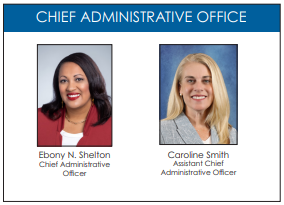 CHIEF ADMINISTRATIVE OFFICE
Ebony N. Shelton
Chief Administrative
Officer
Caroline Smith
Assistant Chief
Administrative Officer